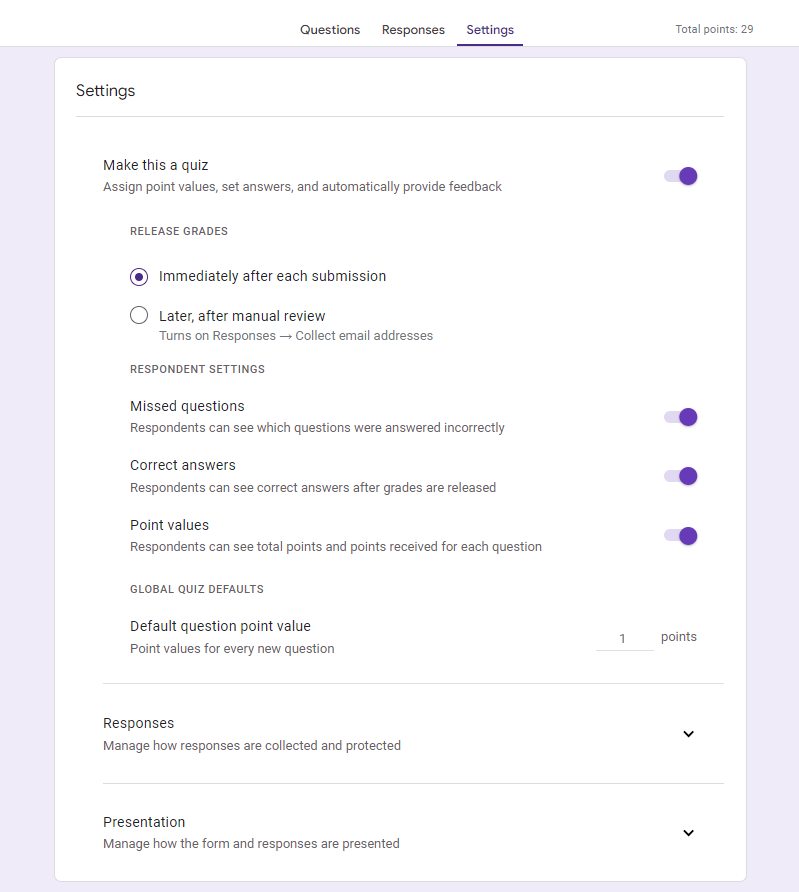 Questions Responses Settings Total points: 29
Settings
Make this a quiz
Assign point values, set answers, and automatically provide feedback
RELEASE GRADES
Immediately after each submission
Later, after manual review
Turns on Responses → Collect email addresses
RESPONDENT SETTINGS
Missed questions
Respondents can see which questions were answered incorrectly
Correct answers
Respondents can see correct answers after grades are released
Point values
Respondents can see total points and points received for each question
GLOBAL QUIZ DEFAULTS
Default question point value
Point values for every new question
1 points
Responses
Manage how responses are collected and protected
Presentation
Manage how the form and responses are presented